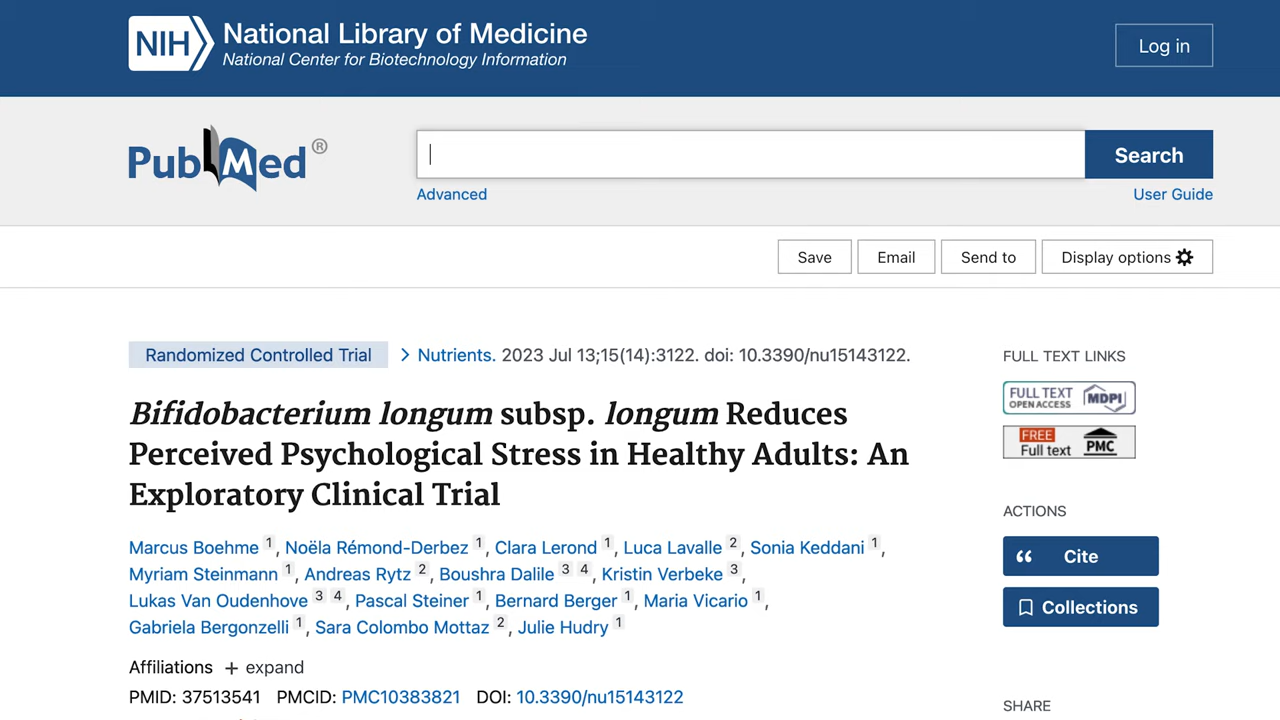 NIH National Library of Medicine
National Center for Biotechnology Information
Log in
PubMed®
Search
Advanced
User Guide
Save
Email
Send to
Display options
Randomized Controlled Trial
Nutrients. 2023 Jul 13;15(14):3122. doi: 10.3390/nu15143122.
Bifidobacterium longum subsp. longum Reduces
Perceived Psychological Stress in Healthy Adults: An
Exploratory Clinical Trial
Marcus Boehme 1, Noëla Rémond-Derbez 1, Clara Lerond 1, Luca Lavalle 2, Sonia Keddani 1,
Myriam Steinmann 1, Andreas Rytz 2, Boushra Dalile 3 4, Kristin Verbeke 3,
Lukas Van Oudenhove 3 4, Pascal Steiner 1, Bernard Berger 1, Maria Vicario 1,
Gabriela Bergonzelli 1, Sara Colombo Mottaz 2, Julie Hudry 1
Affiliations + expand
PMID: 37513541 PMCID: PMC10383821 DOI: 10.3390/nu15143122
FULL TEXT LINKS
FULL TEXT
OPEN ACCESS
MDPI
FREE
Full text
PMC
ACTIONS
Cite
Collections
SHARE